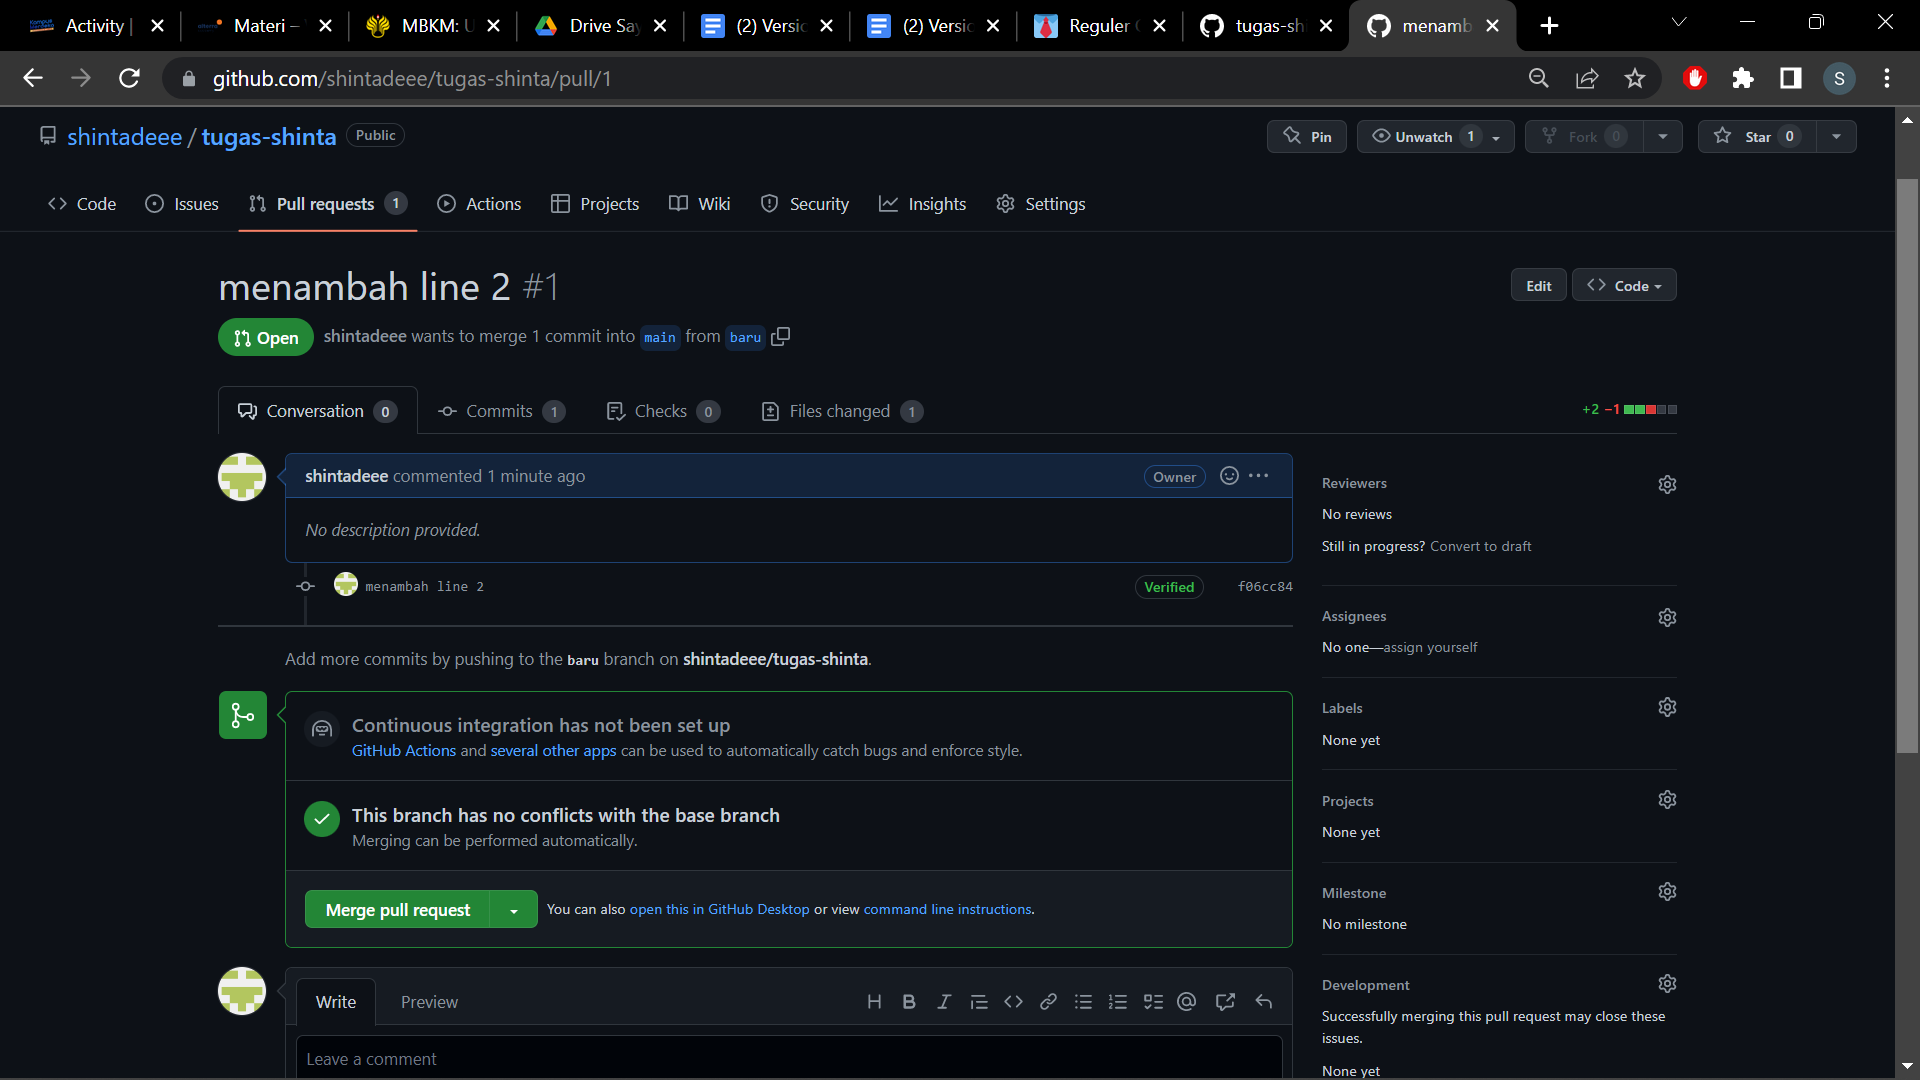 Activity |
Materi –
MBKM: U
Drive Say
(2) Versio
(2) Versio
Reguler
tugas-shi
menamb
github.com/shintadeee/tugas-shinta/pull/1
S
shintadeee / tugas-shinta Public
Pin
Unwatch 1
Fork 0
Star 0
Code
Issues
Pull requests 1
Actions
Projects
Wiki
Security
Insights
Settings
menambah line 2 #1
Edit
Code
Open
shintadeee wants to merge 1 commit into main from baru
Conversation 0
Commits 1
Checks 0
Files changed 1
+2 −1
shintadeee commented 1 minute ago
Owner
No description provided.
menambah line 2
Verified
f06cc84
Add more commits by pushing to the baru branch on shintadeee/tugas-shinta.
Continuous integration has not been set up
GitHub Actions and several other apps can be used to automatically catch bugs and enforce style.
This branch has no conflicts with the base branch
Merging can be performed automatically.
Merge pull request
You can also open this in GitHub Desktop or view command line instructions.
Write
Preview
Leave a comment
Reviewers
No reviews
Still in progress? Convert to draft
Assignees
No one—assign yourself
Labels
None yet
Projects
None yet
Milestone
No milestone
Development
Successfully merging this pull request may close these
issues.
None yet